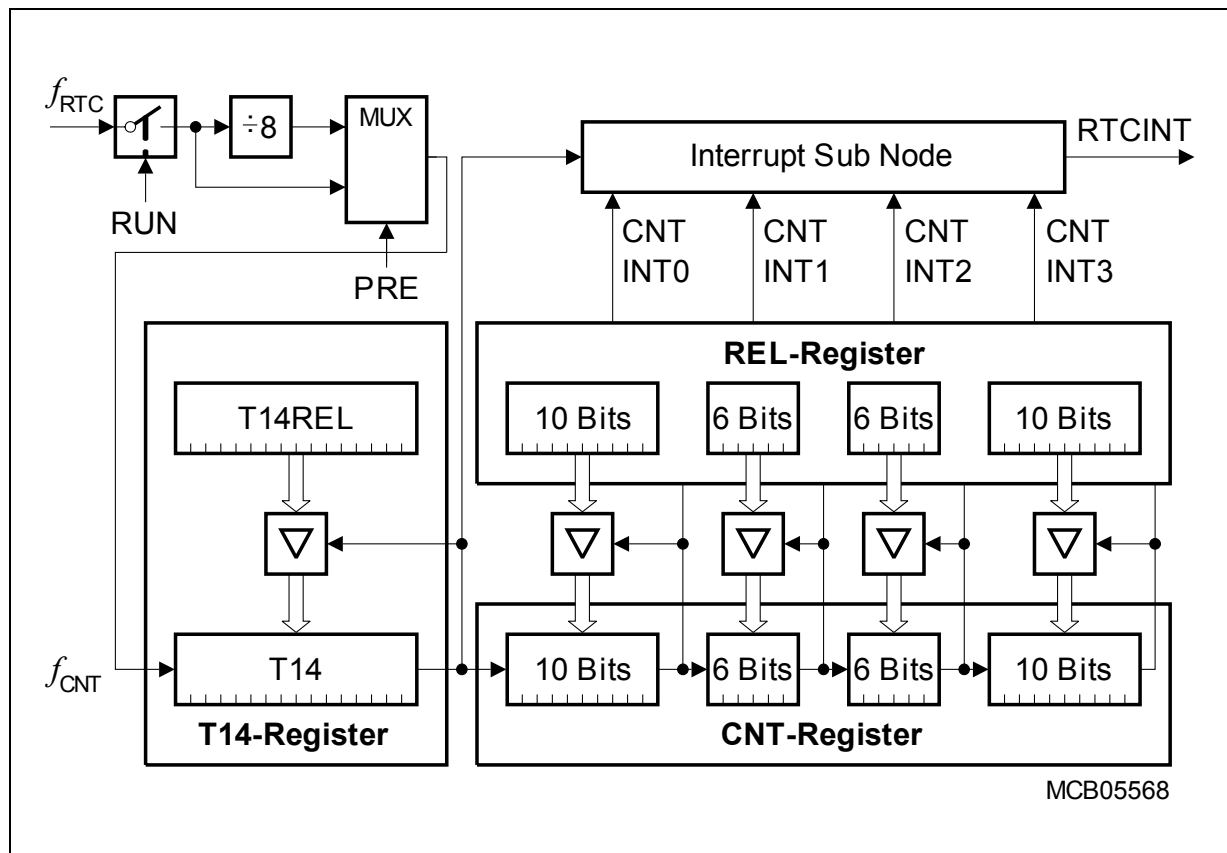 fRTC
÷8
MUX
RUN
PRE
Interrupt Sub Node
RTCINT
CNT
INT0
CNT
INT1
CNT
INT2
CNT
INT3
REL-Register
T14REL
10 Bits
6 Bits
6 Bits
10 Bits
fCNT
T14
10 Bits
6 Bits
6 Bits
10 Bits
T14-Register
CNT-Register
MCB05568